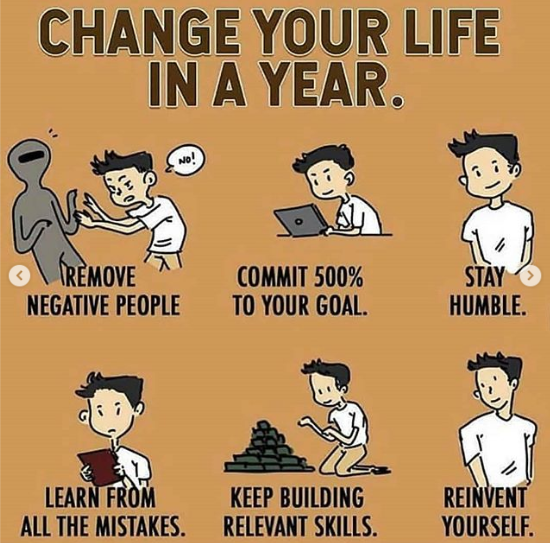 CHANGE YOUR LIFE
IN A YEAR.
NO!
REMOVE
NEGATIVE PEOPLE
COMMIT 500%
TO YOUR GOAL.
STAY
HUMBLE.
LEARN FROM
ALL THE MISTAKES.
KEEP BUILDING
RELEVANT SKILLS.
REINVENT
YOURSELF.